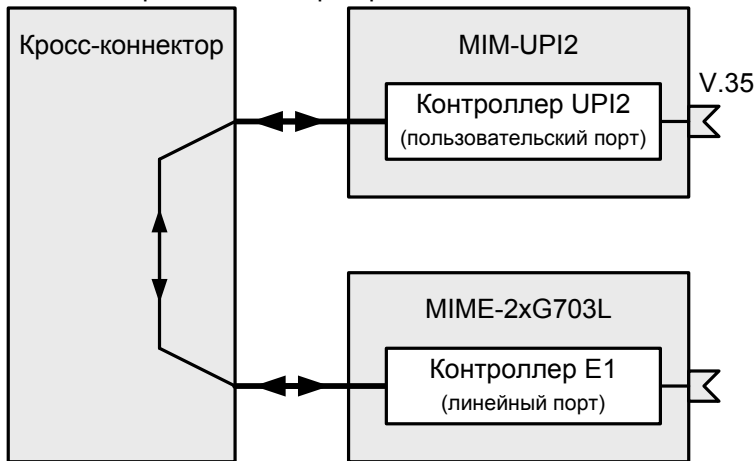 Кросс-коннектор
MIM-UPI2
V.35
Контроллер UPI2
(пользовательский порт)
MIME-2xG703L
Контроллер E1
(линейный порт)